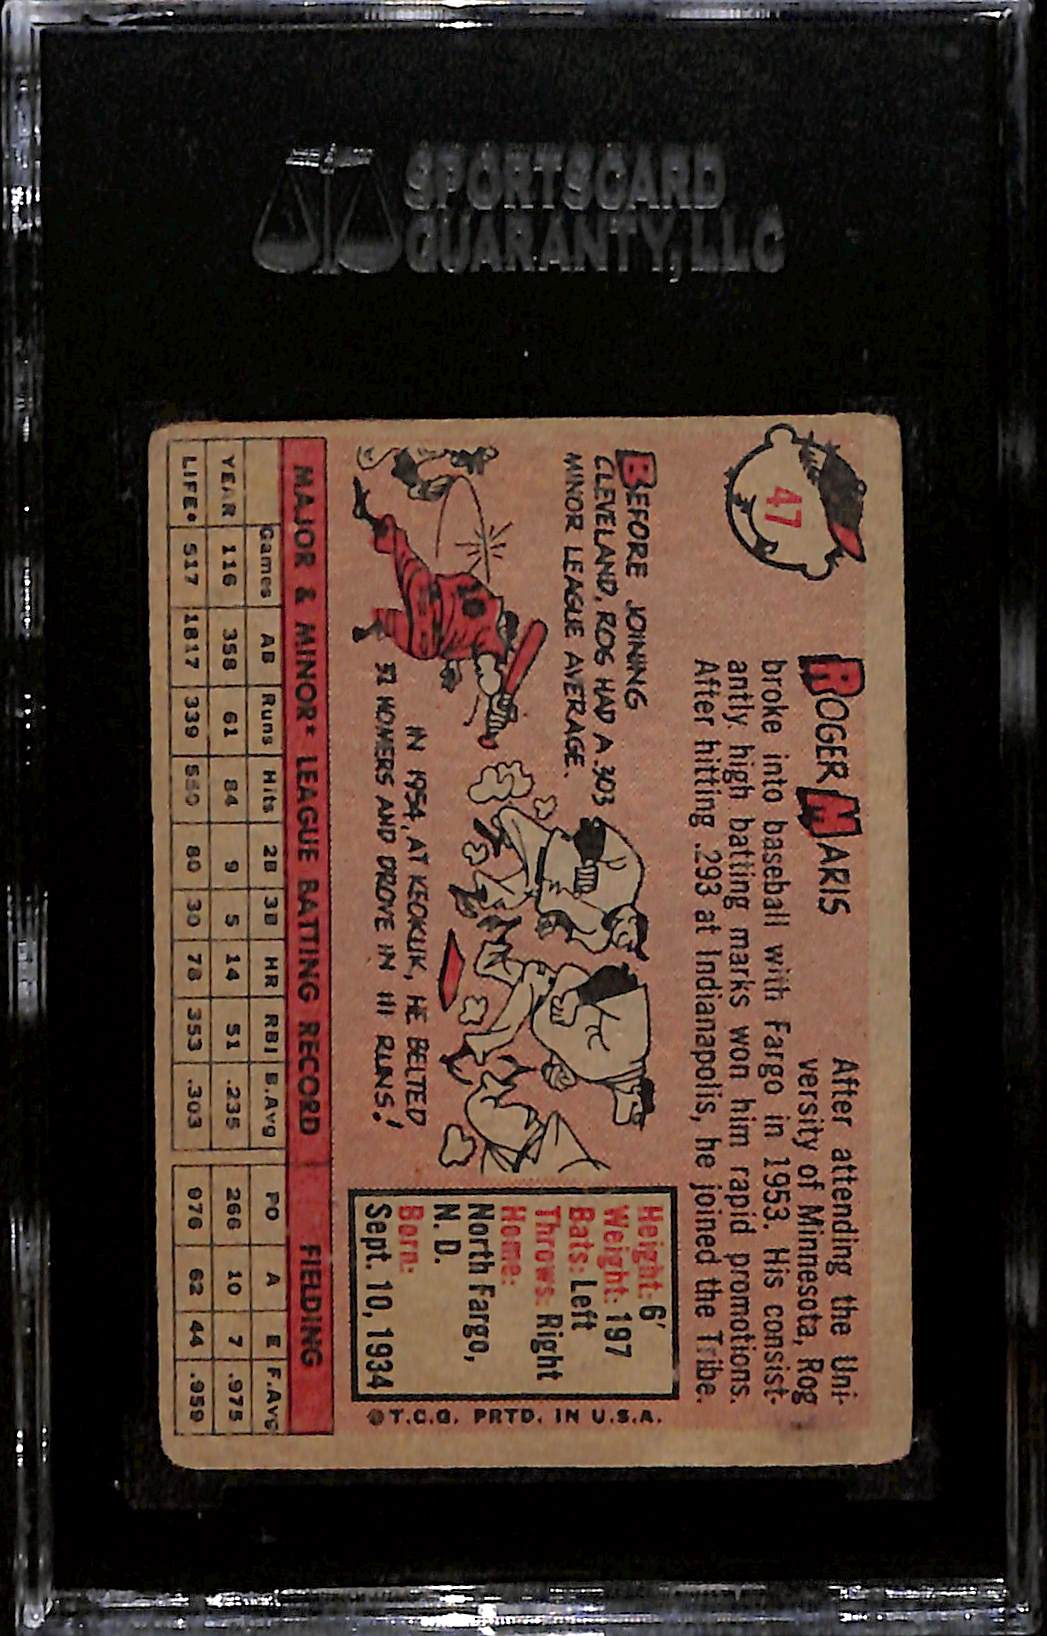 SPORTSCARD
GUARANTY, LLC
47
ROGER MARIS
After attending the Uni-
versity of Minnesota, Rog
broke into baseball with Fargo in 1953. His consist-
antly high batting marks won him rapid promotions.
After hitting .293 at Indianapolis, he joined the Tribe.
BEFORE JOINING
CLEVELAND, ROG HAD A .303
MINOR LEAGUE AVERAGE.
10
IN 1954, AT KEOKUK, HE BELTED
32 HOMERS AND DROVE IN 111 RUNS!
Height: 6'
Weight: 197
Bats: Left
Throws: Right
Home:
North Fargo,
N. D.
Born:
Sept. 10, 1934
© T.C.G. PRTD. IN U.S.A.
MAJOR & MINOR* LEAGUE BATTING RECORD FIELDING
Games AB Runs Hits 2B 3B HR RBI B.Avg PO A E F.Avg
YEAR 116 358 61 84 9 5 14 51 .235 266 10 7 .975
LIFE* 517 1817 339 550 80 30 78 353 .303 976 62 44 .959